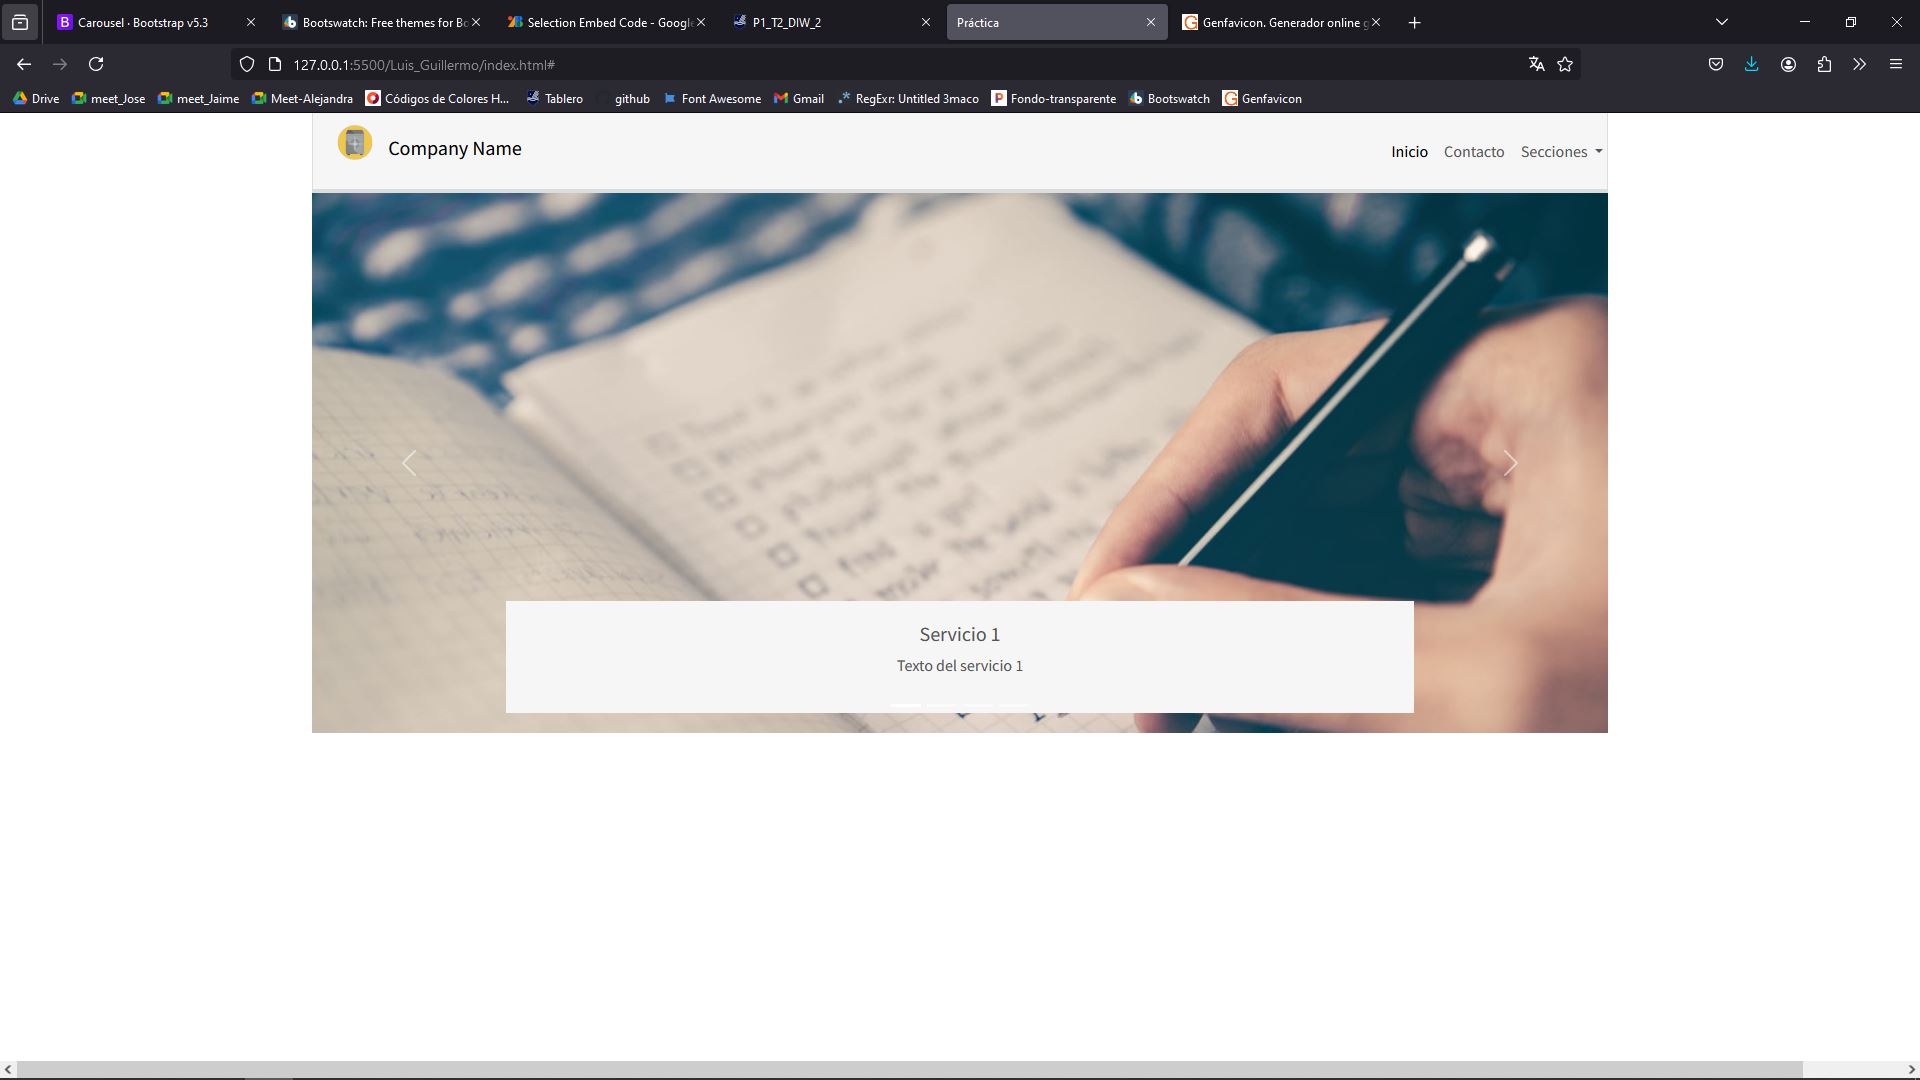 Carousel · Bootstrap v5.3
Bootswatch: Free themes for Bo
Selection Embed Code - Google
P1_T2_DIW_2
Práctica
Genfavicon. Generador online g
127.0.0.1:5500/Luis_Guillermo/index.html#
Drive
meet_Jose
meet_Jaime
Meet-Alejandra
Códigos de Colores H...
Tablero
github
Font Awesome
Gmail
RegExr: Untitled 3maco
Fondo-transparente
Bootswatch
Genfavicon
Company Name
Inicio
Contacto
Secciones
Servicio 1
Texto del servicio 1